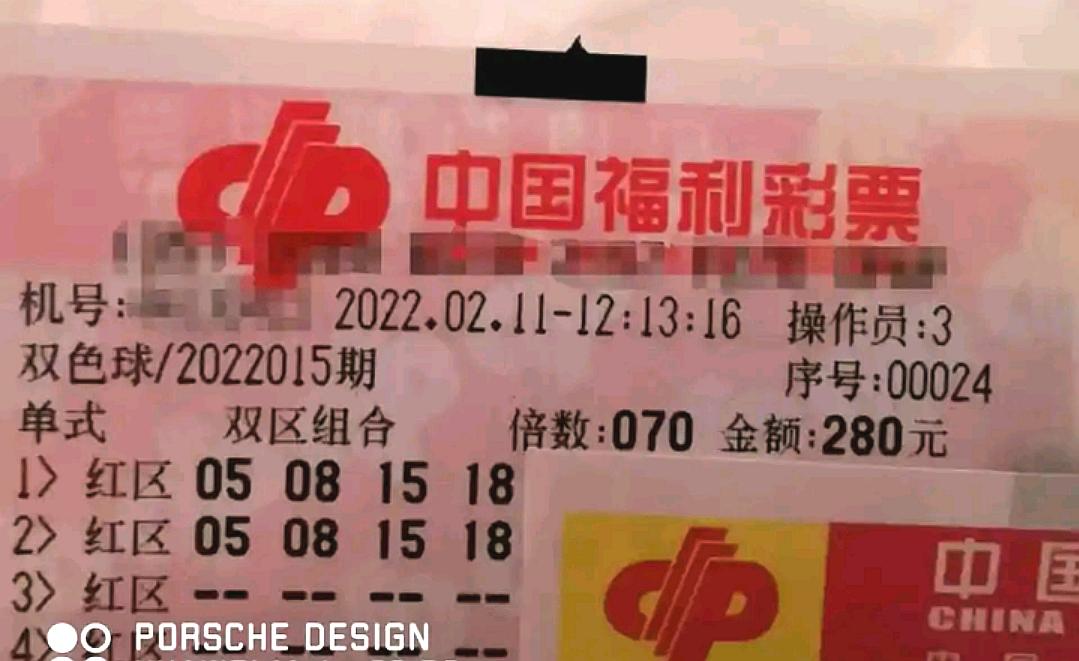 中国福利彩票
机号: 2022.02.11-12:13:16 操作员:3
双色球/2022015期 序号:00024
单式 双区组合 倍数:070 金额:280元
1> 红区 05 08 15 18
2> 红区 05 08 15 18
3> 红区 -- -- -- --
4> 红区 -- -- -- --
中国
CHINA
PORSCHE DESIGN